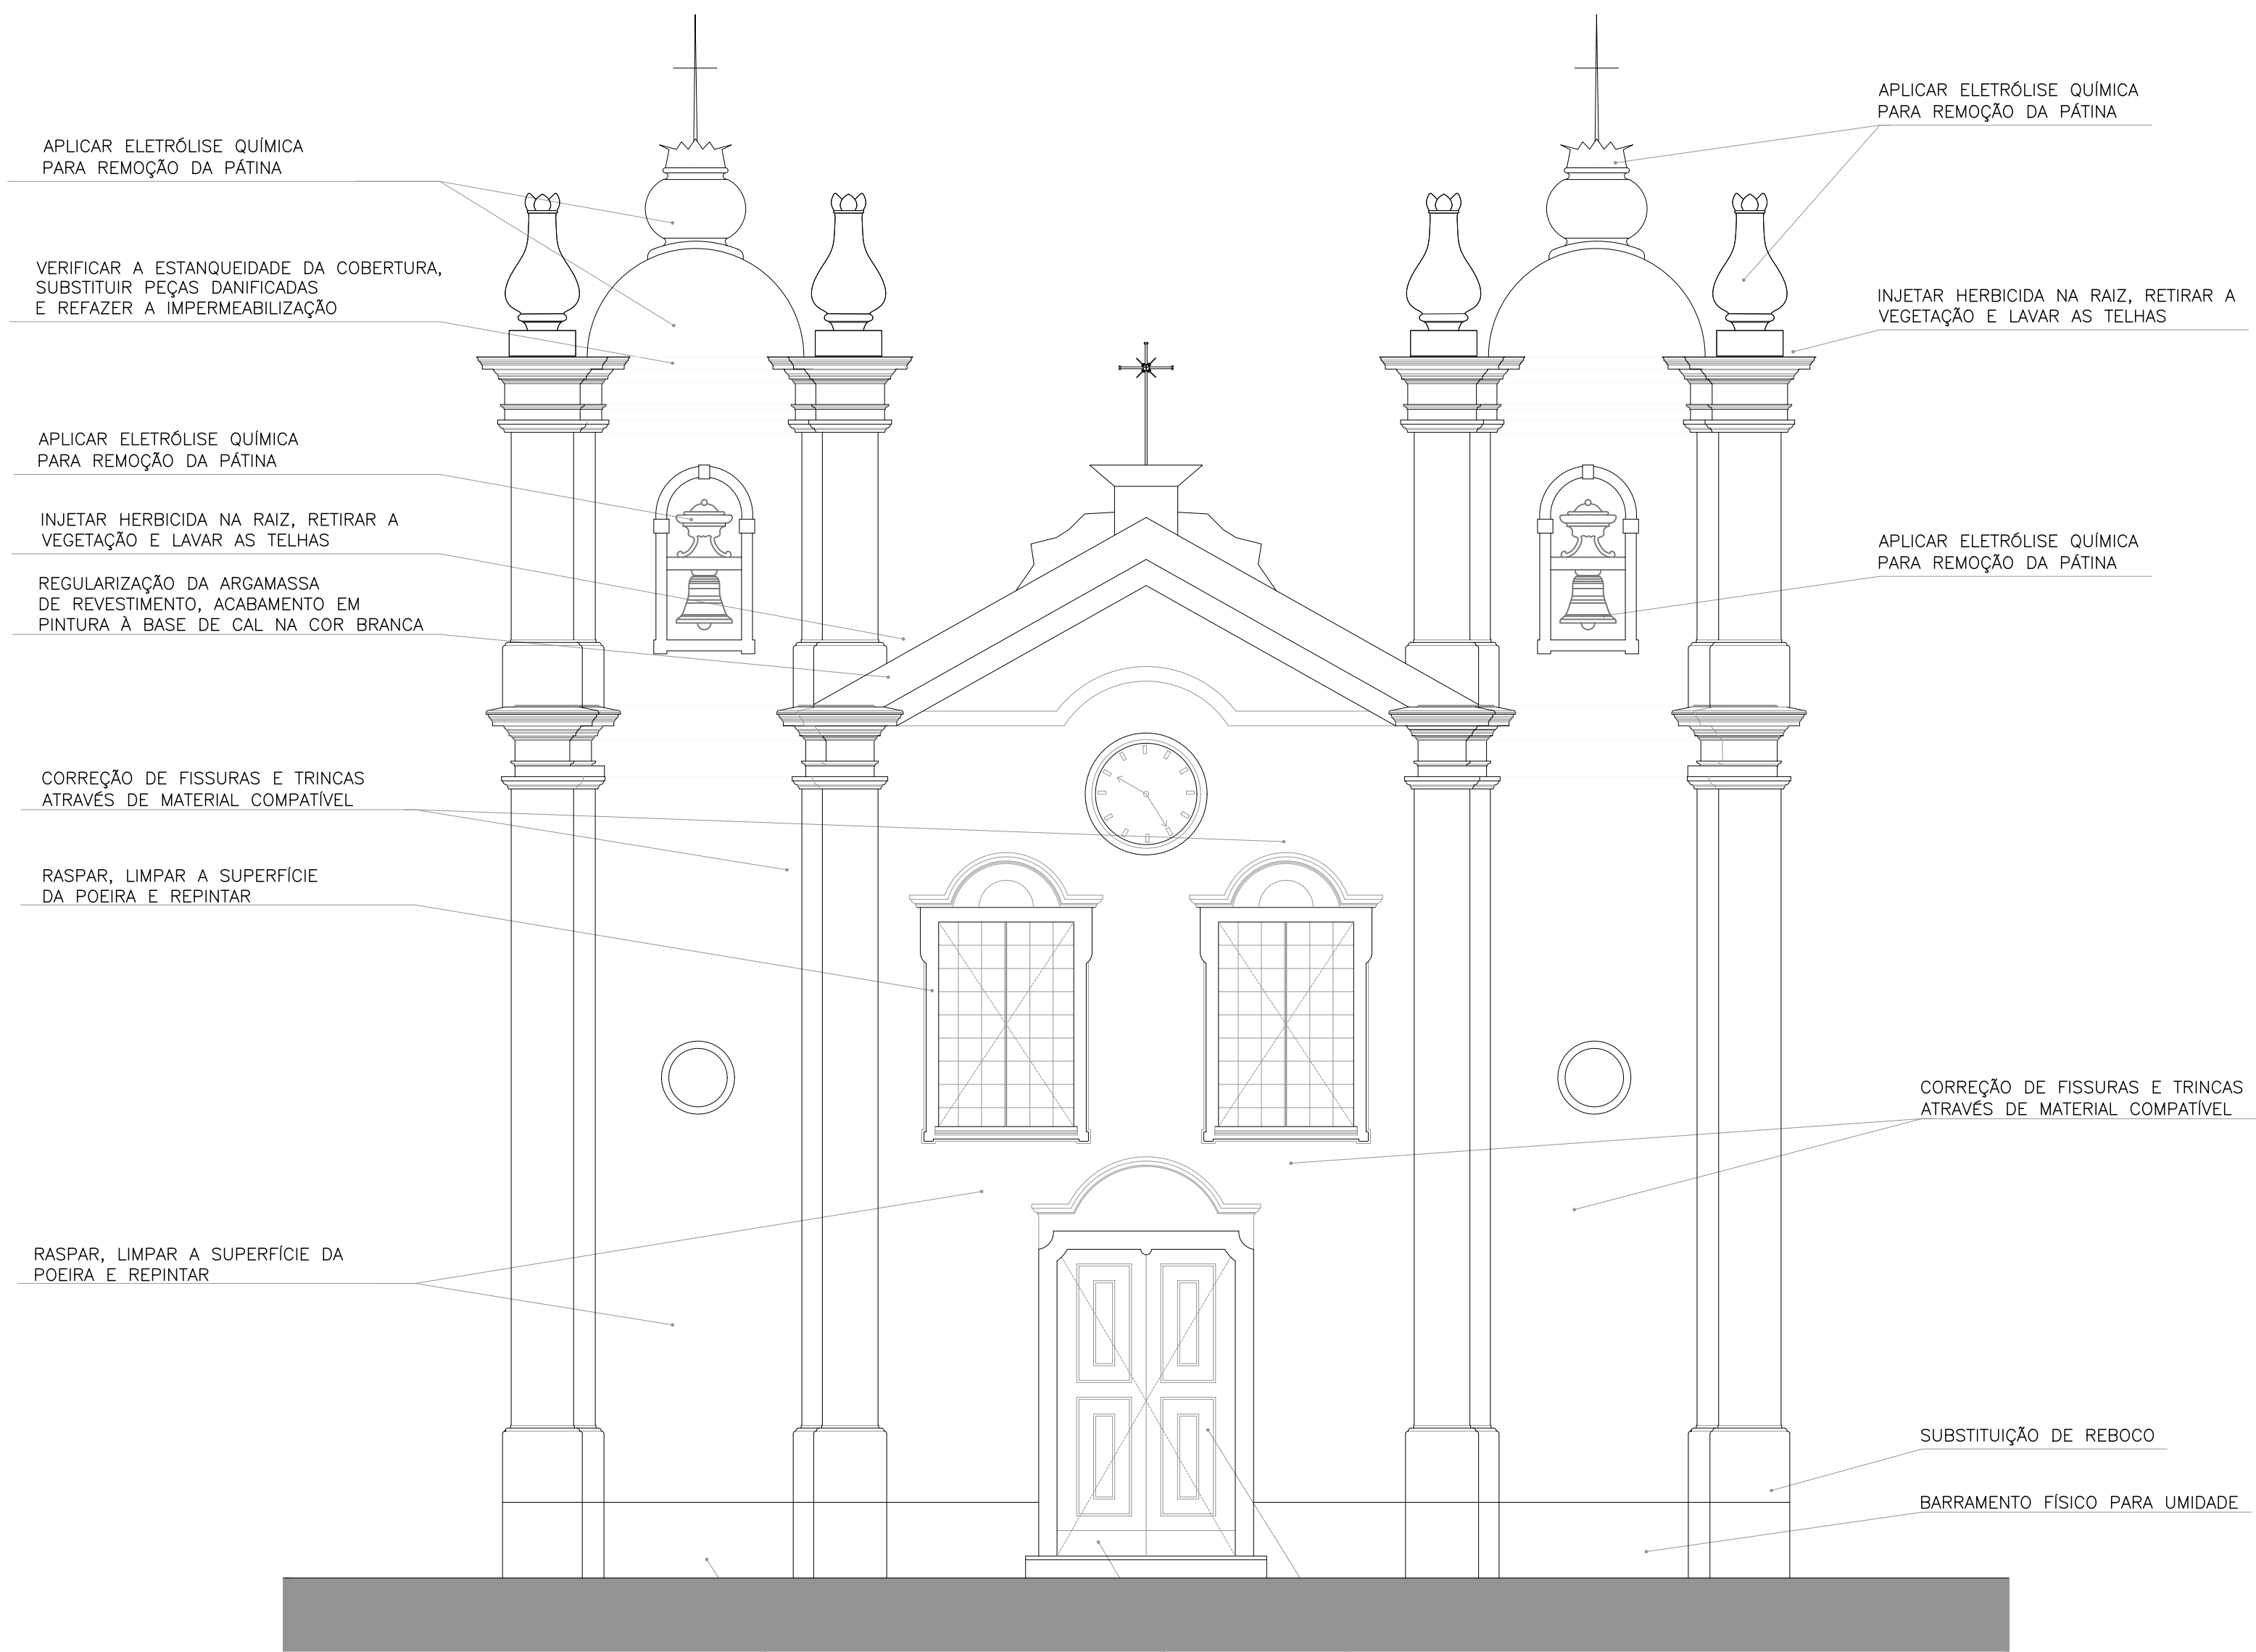 APLICAR ELETRÓLISE QUÍMICA
PARA REMOÇÃO DA PÁTINA
VERIFICAR A ESTANQUEIDADE DA COBERTURA,
SUBSTITUIR PEÇAS DANIFICADAS
E REFAZER A IMPERMEABILIZAÇÃO
APLICAR ELETRÓLISE QUÍMICA
PARA REMOÇÃO DA PÁTINA
INJETAR HERBICIDA NA RAIZ, RETIRAR A
VEGETAÇÃO E LAVAR AS TELHAS
REGULARIZAÇÃO DA ARGAMASSA
DE REVESTIMENTO, ACABAMENTO EM
PINTURA À BASE DE CAL NA COR BRANCA
CORREÇÃO DE FISSURAS E TRINCAS
ATRAVÉS DE MATERIAL COMPATÍVEL
RASPAR, LIMPAR A SUPERFÍCIE
DA POEIRA E REPINTAR
RASPAR, LIMPAR A SUPERFÍCIE DA
POEIRA E REPINTAR
APLICAR ELETRÓLISE QUÍMICA
PARA REMOÇÃO DA PÁTINA
INJETAR HERBICIDA NA RAIZ, RETIRAR A
VEGETAÇÃO E LAVAR AS TELHAS
APLICAR ELETRÓLISE QUÍMICA
PARA REMOÇÃO DA PÁTINA
CORREÇÃO DE FISSURAS E TRINCAS
ATRAVÉS DE MATERIAL COMPATÍVEL
SUBSTITUIÇÃO DE REBOCO
BARRAMENTO FÍSICO PARA UMIDADE